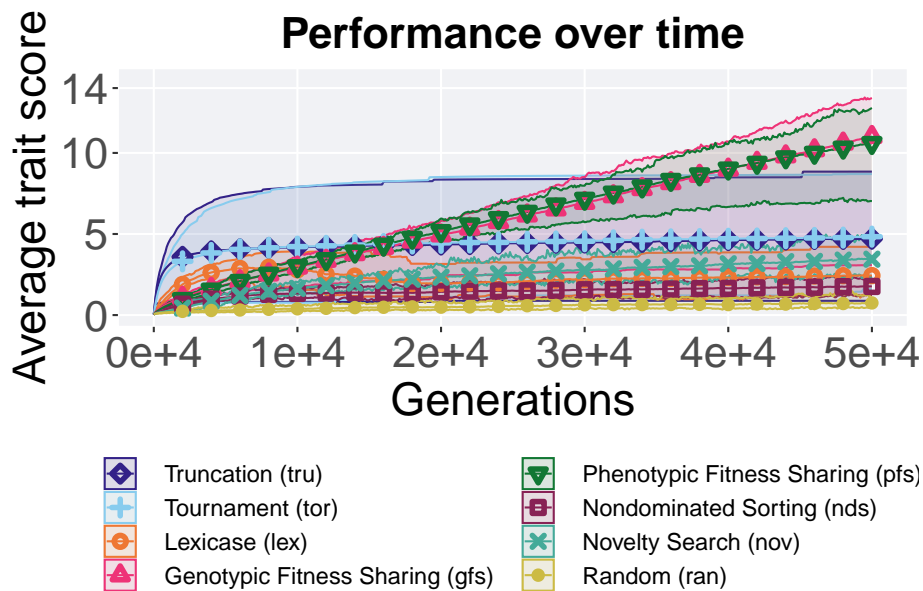 Performance over time
Average trait score
14
10
5
0
0e+4 1e+4 2e+4 3e+4 4e+4 5e+4
Generations
Truncation (tru)
Tournament (tor)
Lexicase (lex)
Genotypic Fitness Sharing (gfs)
Phenotypic Fitness Sharing (pfs)
Nondominated Sorting (nds)
Novelty Search (nov)
Random (ran)